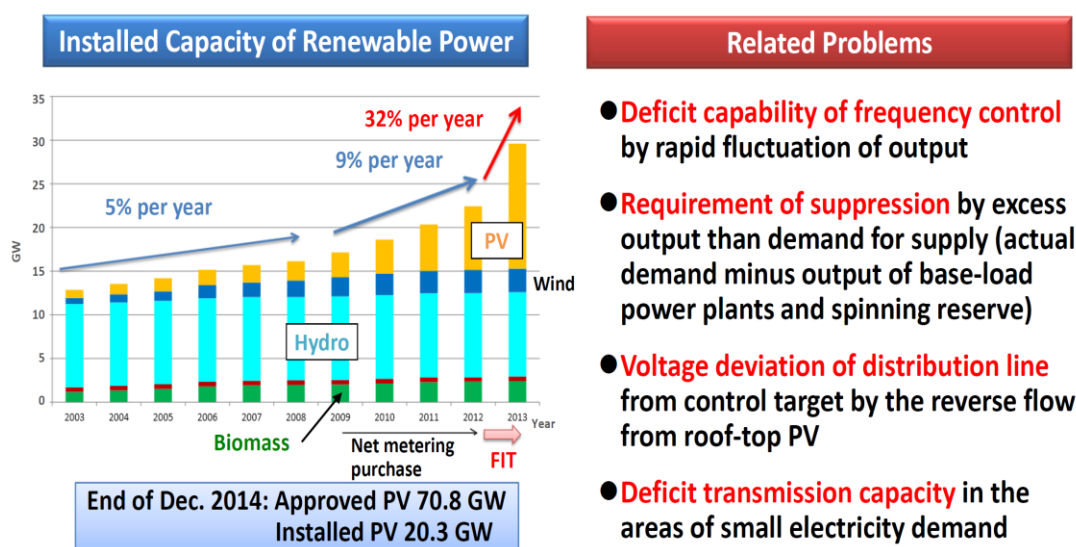 Installed Capacity of Renewable Power
35
30
25
20
15
10
5
0
GW
5% per year
9% per year
32% per year
PV
Wind
Hydro
Biomass
2003 2004 2005 2006 2007 2008 2009 2010 2011 2012 2013
Year
Net metering
purchase
FIT
End of Dec. 2014: Approved PV 70.8 GW
Installed PV 20.3 GW
Related Problems
●Deficit capability of frequency control
by rapid fluctuation of output
●Requirement of suppression by excess
output than demand for supply (actual
demand minus output of base-load
power plants and spinning reserve)
●Voltage deviation of distribution line
from control target by the reverse flow
from roof-top PV
●Deficit transmission capacity in the
areas of small electricity demand